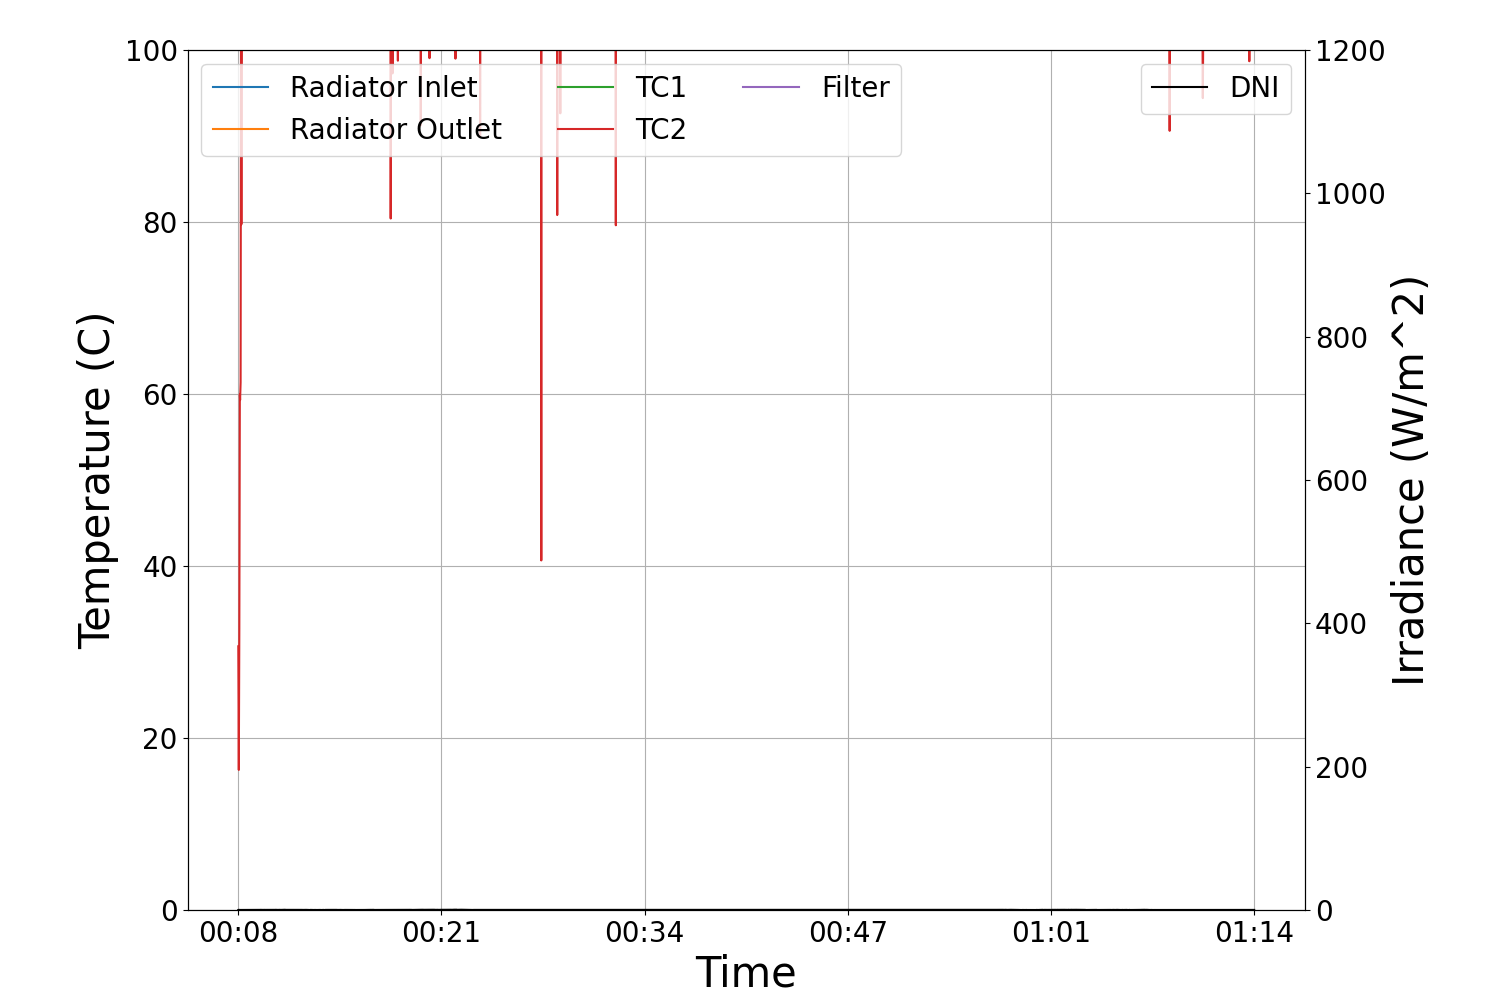 100
80
60
40
20
0
Temperature (C)
Radiator Inlet
Radiator Outlet
TC1
TC2
Filter
DNI
1200
1000
800
600
400
200
0
Irradiance (W/m^2)
00:08
00:21
00:34
00:47
01:01
01:14
Time